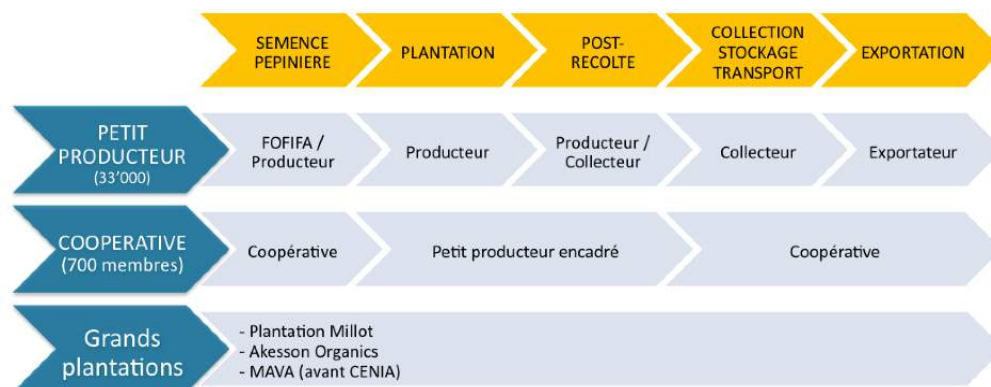 SEMENCE
PEPINIERE
PLANTATION
POST-
RECOLTE
COLLECTION
STOCKAGE
TRANSPORT
EXPORTATION
PETIT
PRODUCTEUR
(33'000)
FOFIFA /
Producteur
Producteur
Producteur /
Collecteur
Collecteur
Exportateur
COOPERATIVE
(700 membres)
Coopérative
Petit producteur encadré
Coopérative
Grands
plantations
- Plantation Millot
- Akesson Organics
- MAVA (avant CENIA)